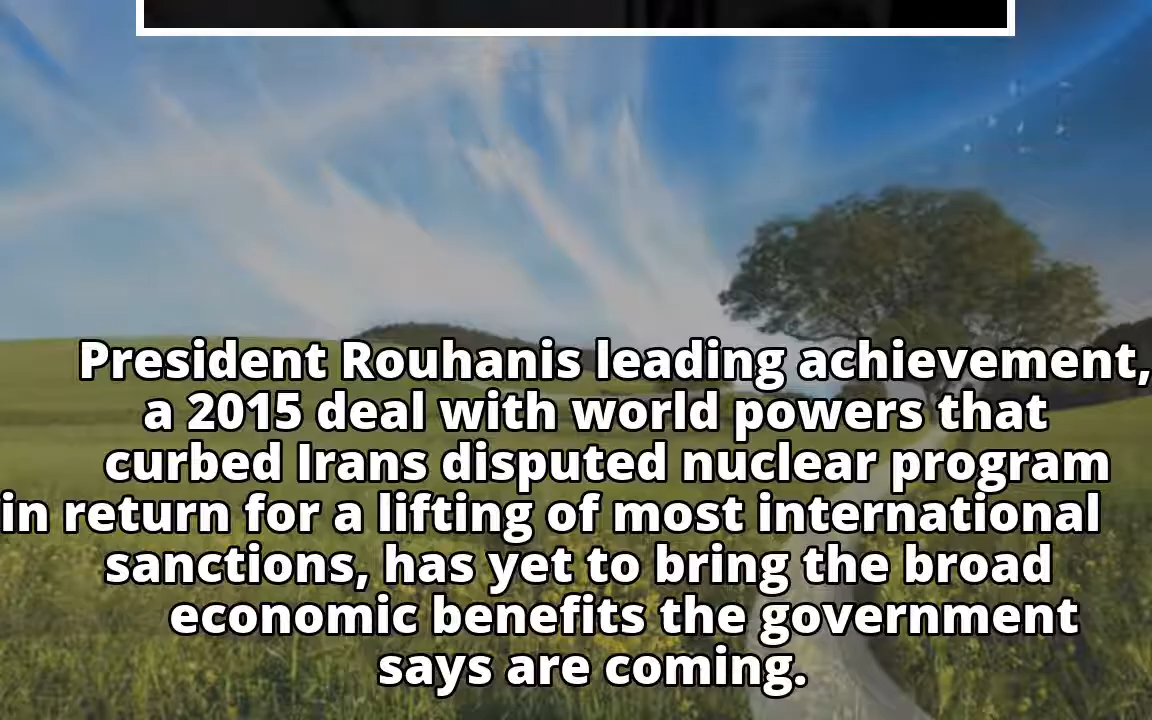 President Rouhanis leading achievement,
a 2015 deal with world powers that
curbed Irans disputed nuclear program
in return for a lifting of most international
sanctions, has yet to bring the broad
economic benefits the government
says are coming.